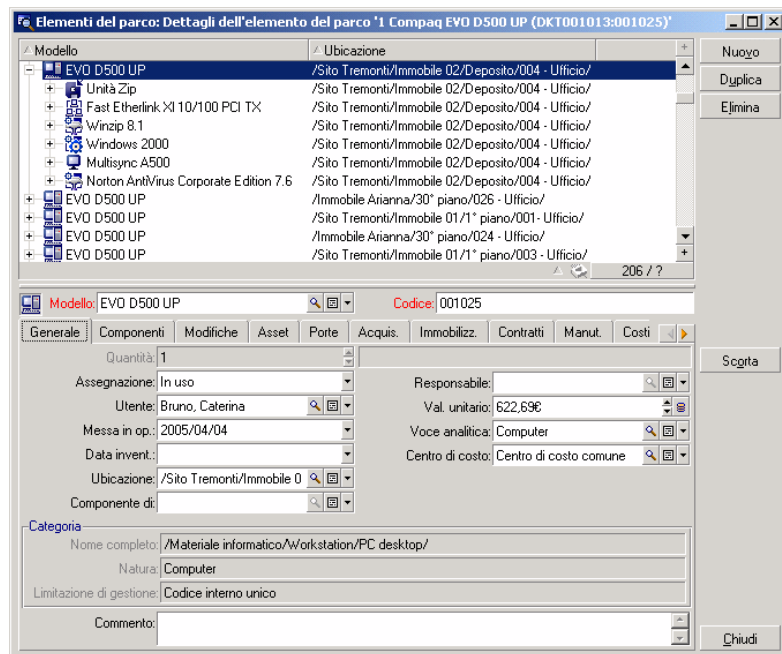 Elementi del parco: Dettagli dell'elemento del parco '1 Compaq EVO D500 UP (DKT001013:001025)'
Modello Ubicazione
EVO D500 UP /Sito Tremonti/Immobile 02/Deposito/004 - Ufficio/
Unità Zip /Sito Tremonti/Immobile 02/Deposito/004 - Ufficio/
Fast Etherlink Xl 10/100 PCI TX /Sito Tremonti/Immobile 02/Deposito/004 - Ufficio/
Winzip 8.1 /Sito Tremonti/Immobile 02/Deposito/004 - Ufficio/
Windows 2000 /Sito Tremonti/Immobile 02/Deposito/004 - Ufficio/
Multisync A500 /Sito Tremonti/Immobile 02/Deposito/004 - Ufficio/
Norton AntiVirus Corporate Edition 7.6 /Sito Tremonti/Immobile 02/Deposito/004 - Ufficio/
EVO D500 UP /Immobile Arianna/30° piano/026 - Ufficio/
EVO D500 UP /Sito Tremonti/Immobile 01/1° piano/001- Ufficio/
EVO D500 UP /Immobile Arianna/30° piano/024 - Ufficio/
EVO D500 UP /Sito Tremonti/Immobile 01/1° piano/003 - Ufficio/
206 / ?
Nuovo
Duplica
Elimina
Modello: EVO D500 UP Codice: 001025
Generale Componenti Modifiche Asset Porte Acquis. Immobilizz. Contratti Manut. Costi
Quantità: 1
Assegnazione: In uso Responsabile:
Utente: Bruno, Caterina Val. unitario: 622,69€
Messa in op.: 2005/04/04 Voce analitica: Computer
Data invent.: Centro di costo: Centro di costo comune
Ubicazione: /Sito Tremonti/Immobile 0
Componente di:
Scorta
Categoria
Nome completo: /Materiale informatico/Workstation/PC desktop/
Natura: Computer
Limitazione di gestione: Codice interno unico
Commento:
Chiudi